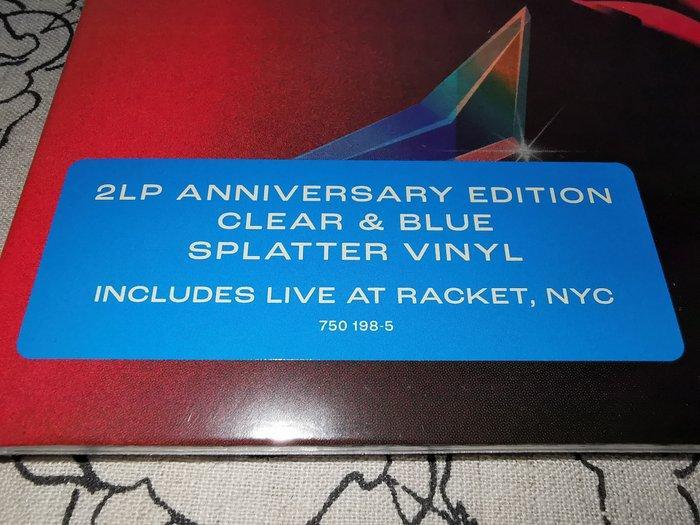 2LP ANNIVERSARY EDITION
CLEAR & BLUE
SPLATTER VINYL
INCLUDES LIVE AT RACKET, NYC
750 198-5